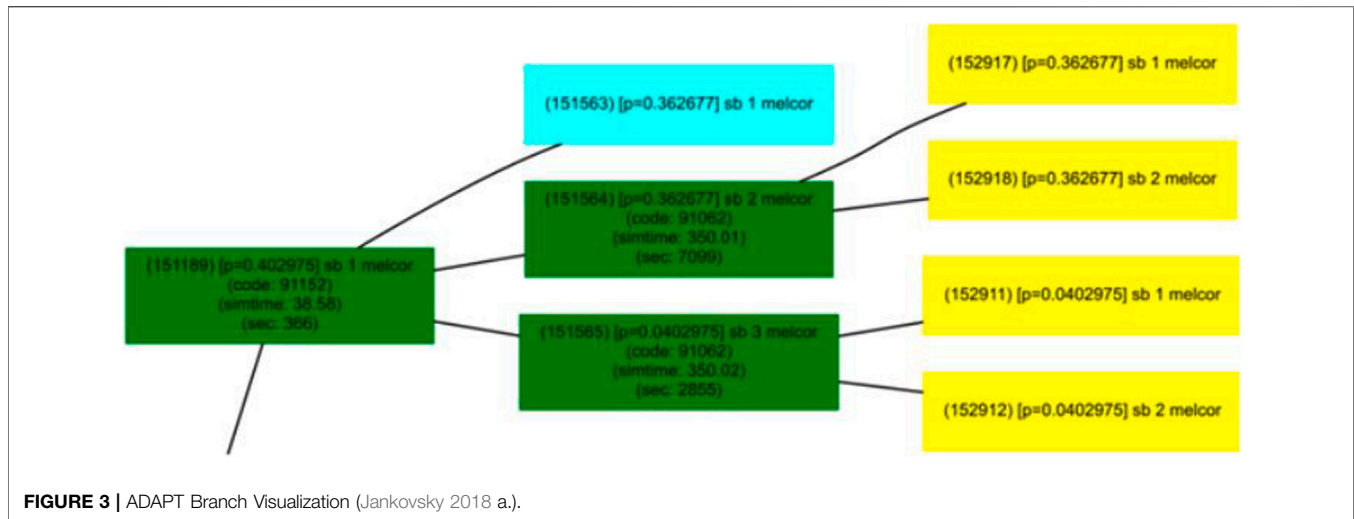 (151563) [p=0.362677] sb 1 melcor
(152917) [p=0.362677] sb 1 melcor
(151564) [p=0.362677] sb 2 melcor
(code: 91062)
(simtime: 350.01)
(sec: 7099)
(152918) [p=0.362677] sb 2 melcor
(151189) [p=0.402975] sb 1 melcor
(code: 91152)
(simtime: 38.58)
(sec: 366)
(151565) [p=0.0402975] sb 3 melcor
(code: 91062)
(simtime: 350.02)
(sec: 2855)
(152911) [p=0.0402975] sb 1 melcor
(152912) [p=0.0402975] sb 2 melcor
FIGURE 3 | ADAPT Branch Visualization (Jankovsky 2018 a.).